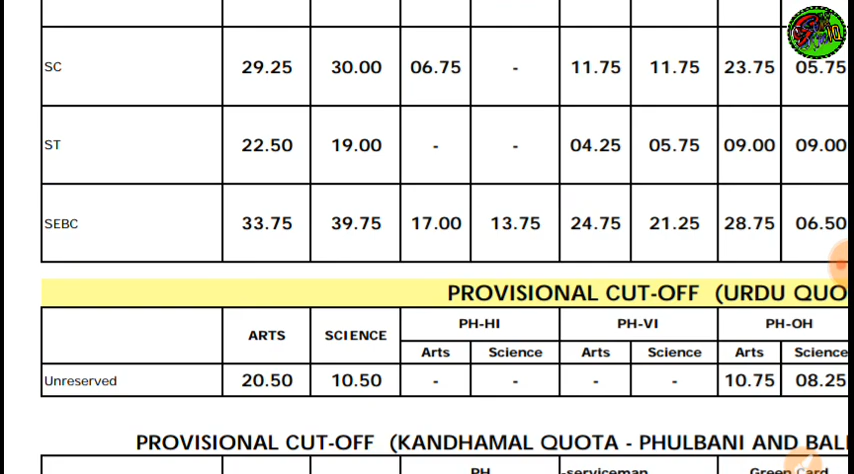 SC 29.25 30.00 06.75 - 11.75 11.75 23.75 05.75
ST 22.50 19.00 - - 04.25 05.75 09.00 09.00
SEBC 33.75 39.75 17.00 13.75 24.75 21.25 28.75 06.50
PROVISIONAL CUT-OFF (URDU QUO
ARTS SCIENCE PH-HI PH-VI PH-OH
Arts Science Arts Science Arts Science
Unreserved 20.50 10.50 - - - - 10.75 08.25
PROVISIONAL CUT-OFF (KANDHAMAL QUOTA - PHULBANI AND BAL
PH -serviceman Green Card